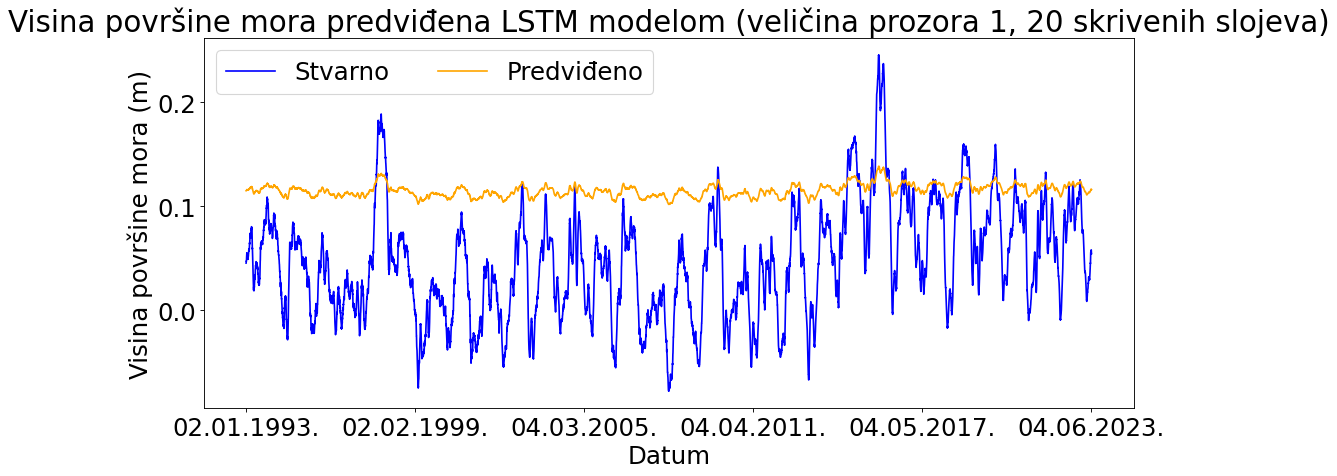 Visina površine mora predviđena LSTM modelom (veličina prozora 1, 20 skrivenih slojeva)
Stvarno Predviđeno
Visina površine mora (m)
0.2
0.1
0.0
02.01.1993. 02.02.1999. 04.03.2005. 04.04.2011. 04.05.2017. 04.06.2023.
Datum